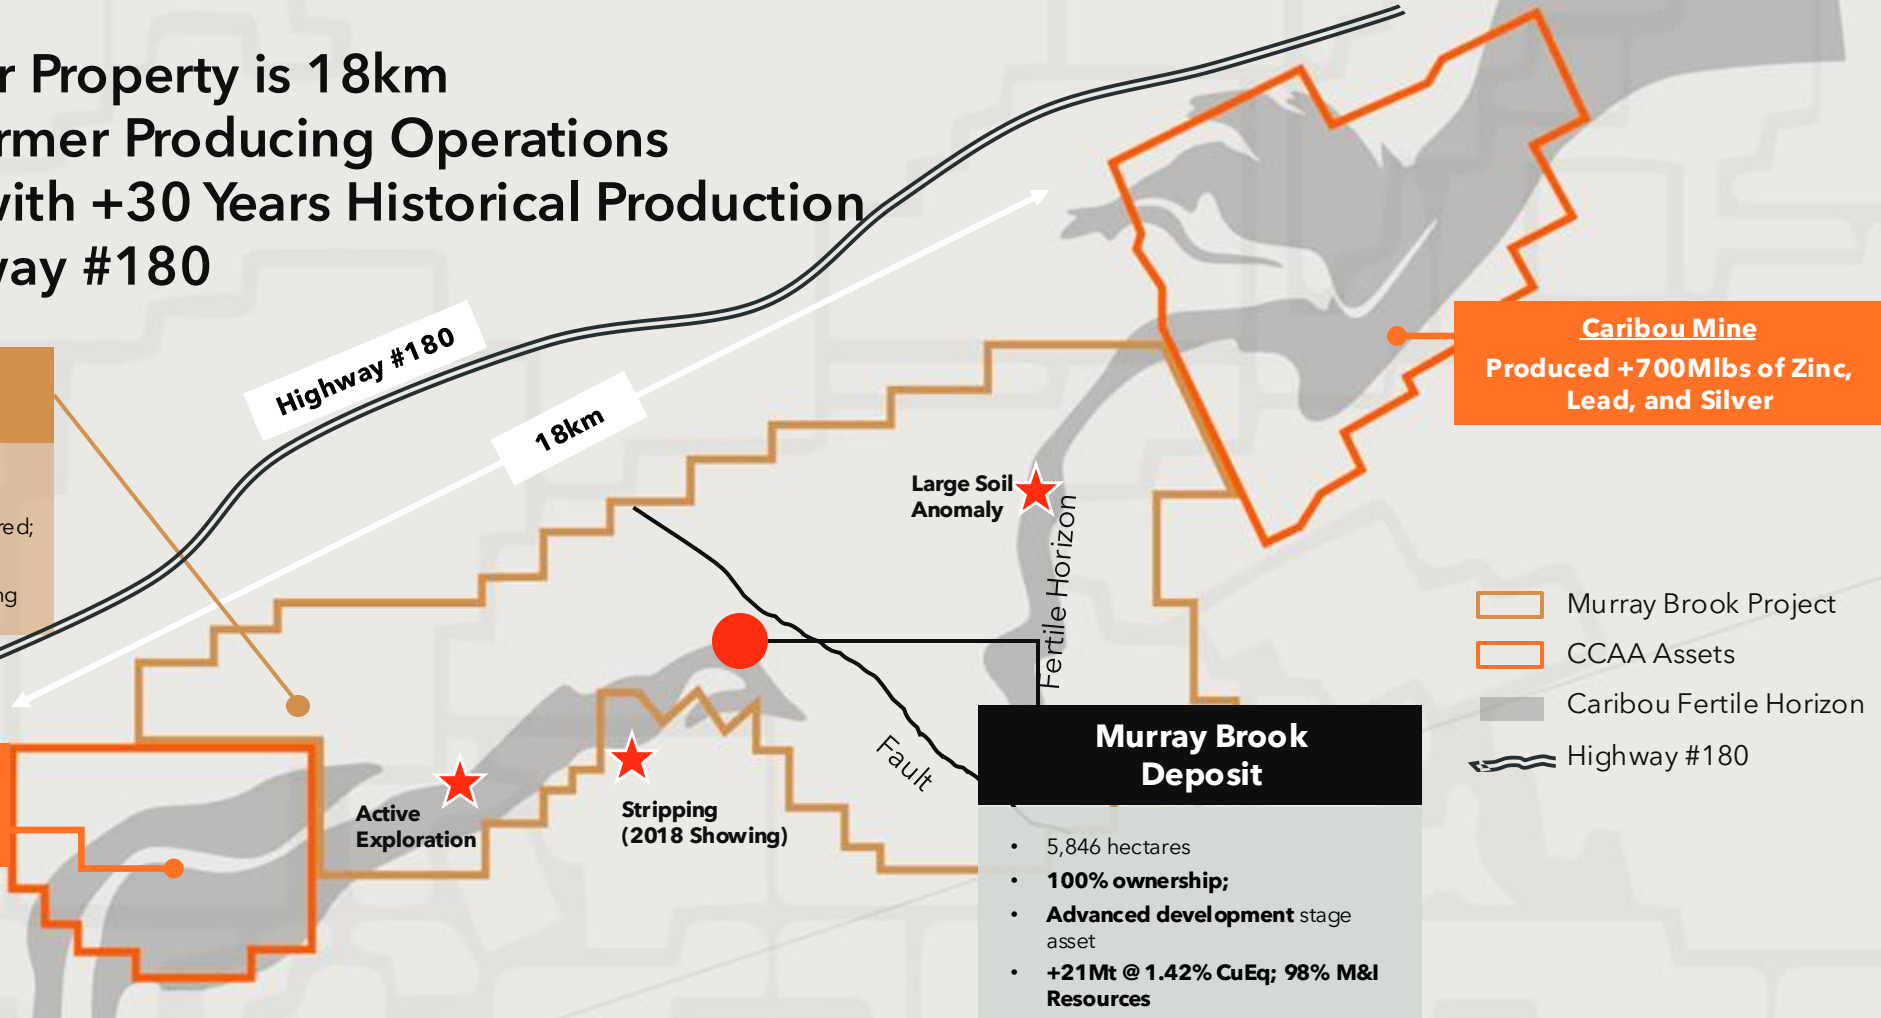 r Property is 18km
rmer Producing Operations
with +30 Years Historical Production
way #180
Highway #180
18km
Caribou Mine
Produced +700Mlbs of Zinc,
Lead, and Silver
Large Soil
Anomaly
Fertile Horizon
red;
ng
Murray Brook Project
CCAA Assets
Caribou Fertile Horizon
Highway #180
Fault
Active
Exploration
Stripping
(2018 Showing)
Murray Brook
Deposit
• 5,846 hectares
• 100% ownership;
• Advanced development stage
asset
• +21Mt @ 1.42% CuEq; 98% M&I
Resources